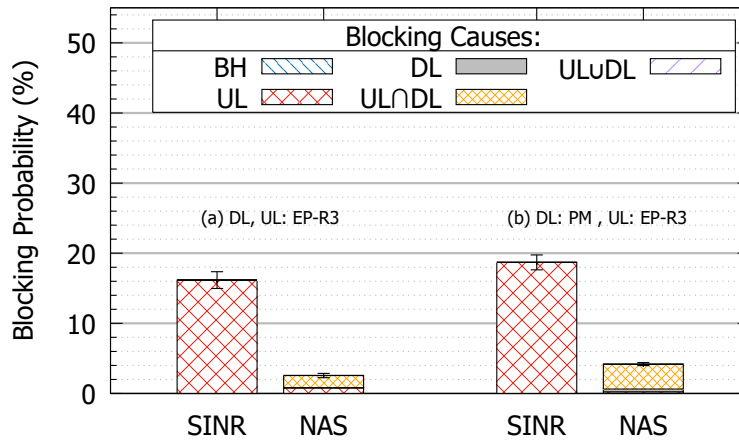 Blocking Probability (%)
50
40
30
20
10
0
Blocking Causes:
BH DL UL∪DL
UL UL∩DL
(a) DL, UL: EP-R3
(b) DL: PM , UL: EP-R3
SINR NAS SINR NAS